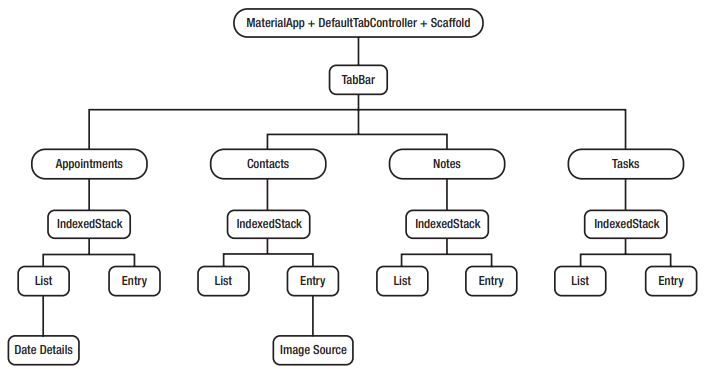 MaterialApp + DefaultTabController + Scaffold
TabBar
Appointments
Contacts
Notes
Tasks
IndexedStack
IndexedStack
IndexedStack
IndexedStack
List
Entry
List
Entry
List
Entry
List
Entry
Date Details
Image Source